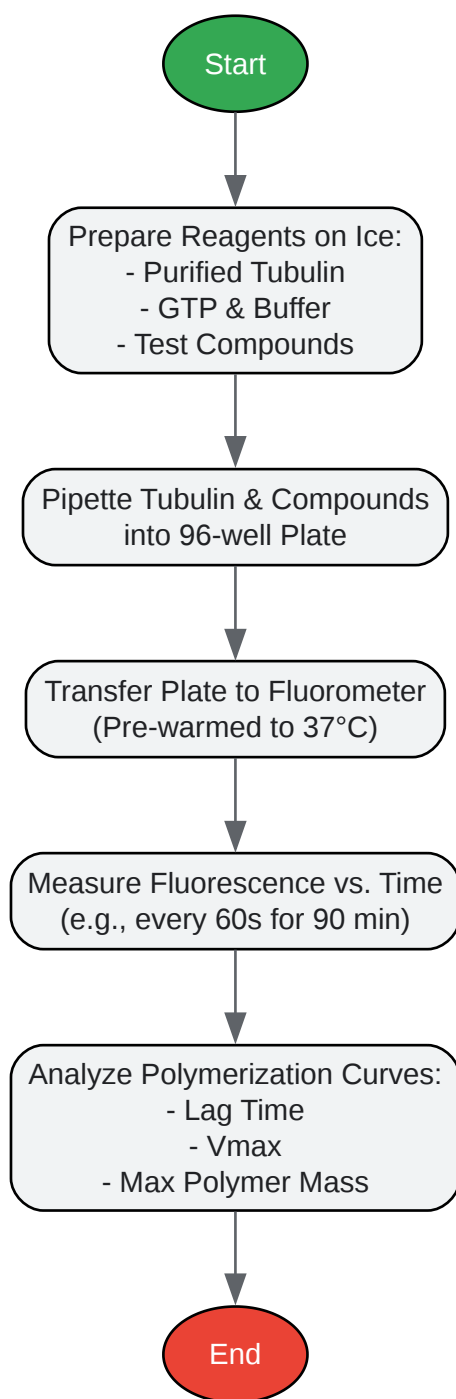 Start
Prepare Reagents on Ice:
- Purified Tubulin
- GTP & Buffer
- Test Compounds
Pipette Tubulin & Compounds
into 96-well Plate
Transfer Plate to Fluorometer
(Pre-warmed to 37°C)
Measure Fluorescence vs. Time
(e.g., every 60s for 90 min)
Analyze Polymerization Curves:
- Lag Time
- Vmax
- Max Polymer Mass
End